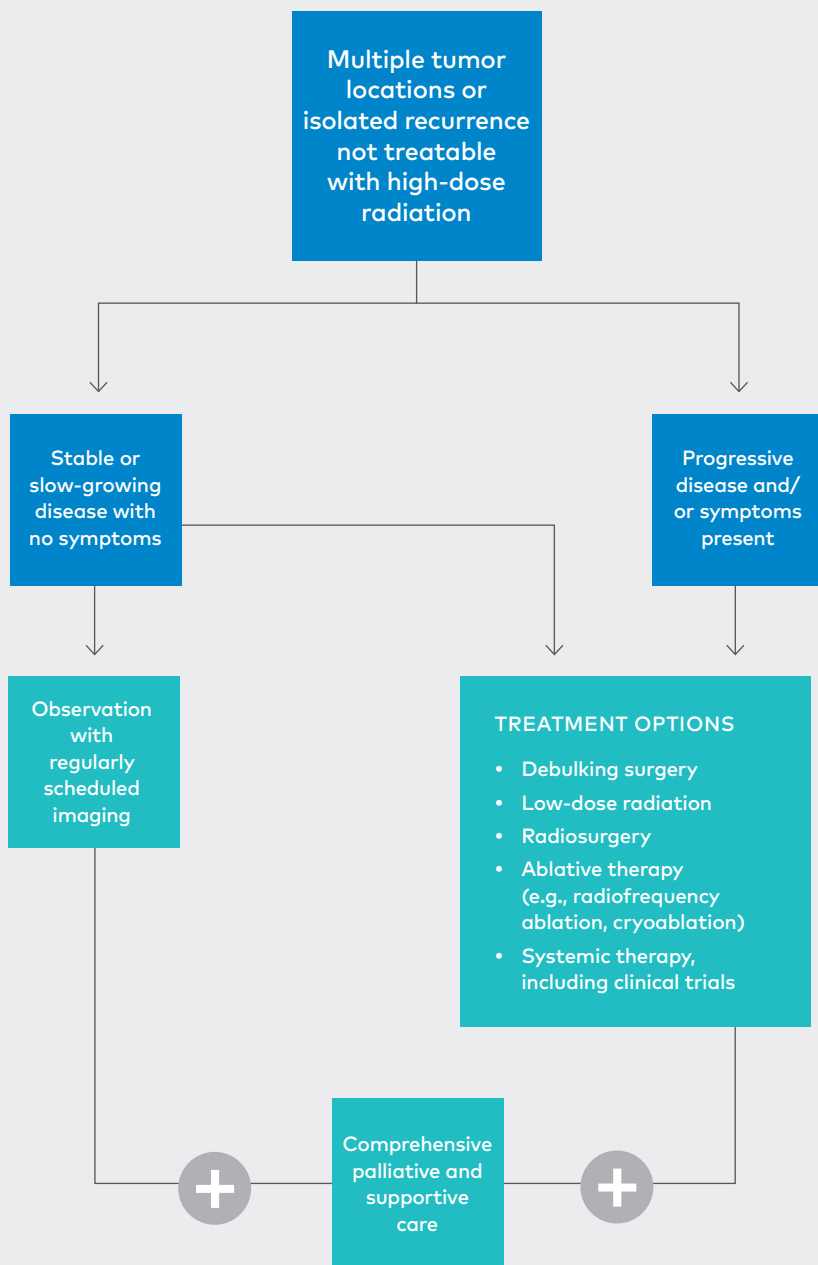 Multiple tumor
locations or
isolated recurrence
not treatable
with high-dose
radiation
Stable or
slow-growing
disease with
no symptoms
Progressive
disease and/
or symptoms
present
Observation
with
regularly
scheduled
imaging
TREATMENT OPTIONS
• Debulking surgery
• Low-dose radiation
• Radiosurgery
• Ablative therapy
(e.g., radiofrequency
ablation, cryoablation)
• Systemic therapy,
including clinical trials
+
Comprehensive
palliative and
supportive
care
+